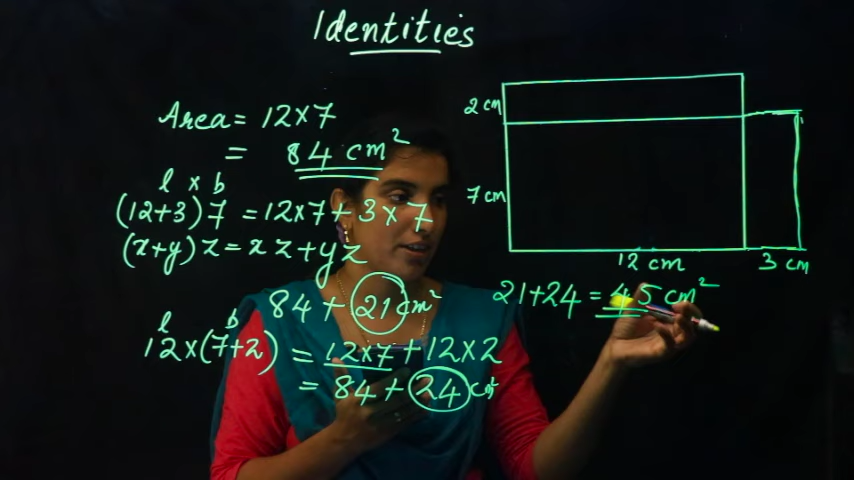 Identities
Area = 12×7
= 84 cm²
l × b
(12+3) 7 = 12×7 + 3×7
(x+y) z = xz + yz
84 + 21 cm²
l b
12×(7+2) = 12×7 + 12×2
= 84 + 24 cm²
2 cm
7 cm
12 cm
3 cm
21+24 = 45 cm²